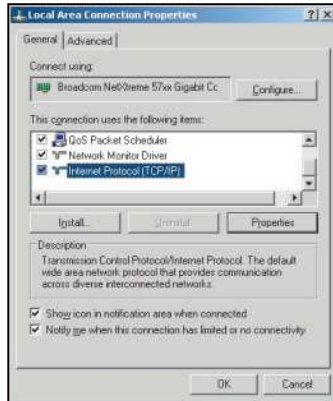 Local Area Connection Properties
General Advanced
Connect using:
Broadcom NetXtreme 57xx Gigabit Cc Configure...
This connection uses the following items:
QoS Packet Scheduler
Network Monitor Driver
Internet Protocol (TCP/IP)
Install... Uninstall Properties
Description
Transmission Control Protocol/Internet Protocol. The default
wide area network protocol that provides communication
across diverse interconnected networks.
Show icon in notification area when connected
Notify me when this connection has limited or no connectivity
OK Cancel